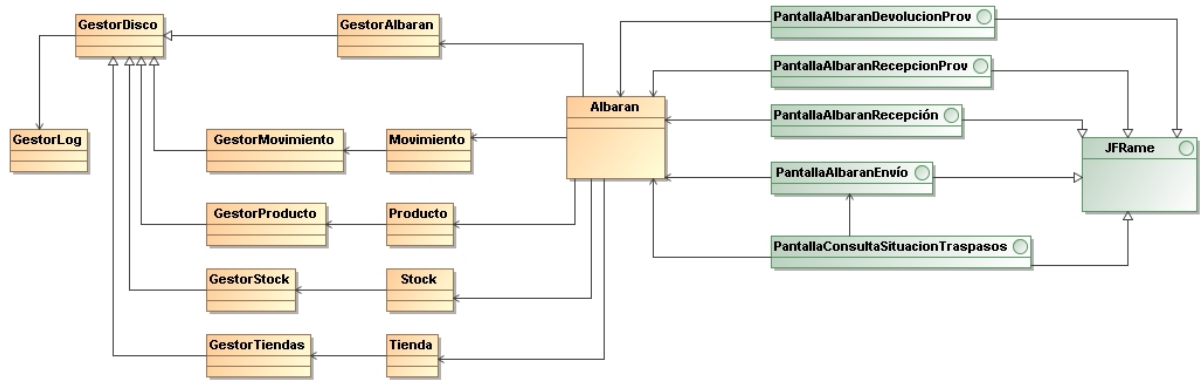 GestorDisco
GestorAlbaran
PantallaAlbaranDevolucionProv
PantallaAlbaranRecepcionProv
Albaran
PantallaAlbaranRecepción
GestorLog
GestorMovimiento
Movimiento
JFRame
PantallaAlbaranEnvío
GestorProducto
Producto
PantallaConsultaSituacionTraspasos
GestorStock
Stock
GestorTiendas
Tienda